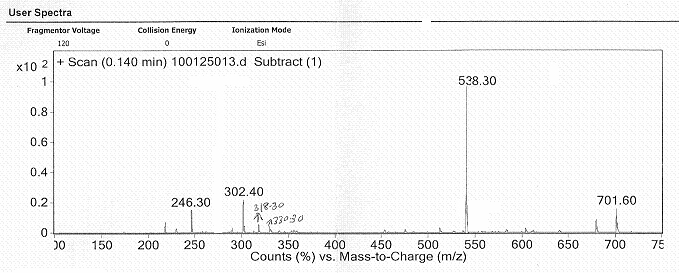 User Spectra
Fragmentor Voltage Collision Energy Ionization Mode
120 0 Esi
x10 2 + Scan (0.140 min) 100125013.d Subtract (1)
1
538.30
0.8
0.6
0.4
0.2
246.30
302.40
318.30
330.30
701.60
0
00 150 200 250 300 350 400 450 500 550 600 650 700 75
Counts (%) vs. Mass-to-Charge (m/z)